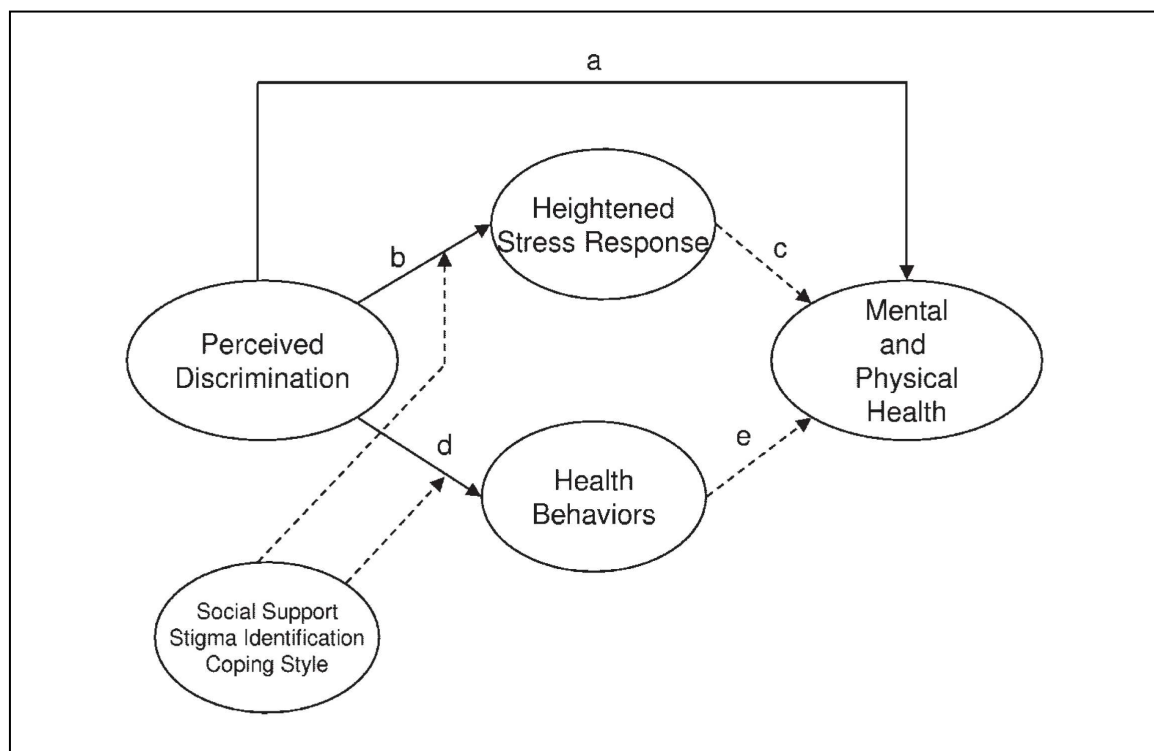 a
Heightened
Stress Response
b
c
Perceived
Discrimination
Mental
and
Physical
Health
d
e
Health
Behaviors
Social Support
Stigma Identification
Coping Style